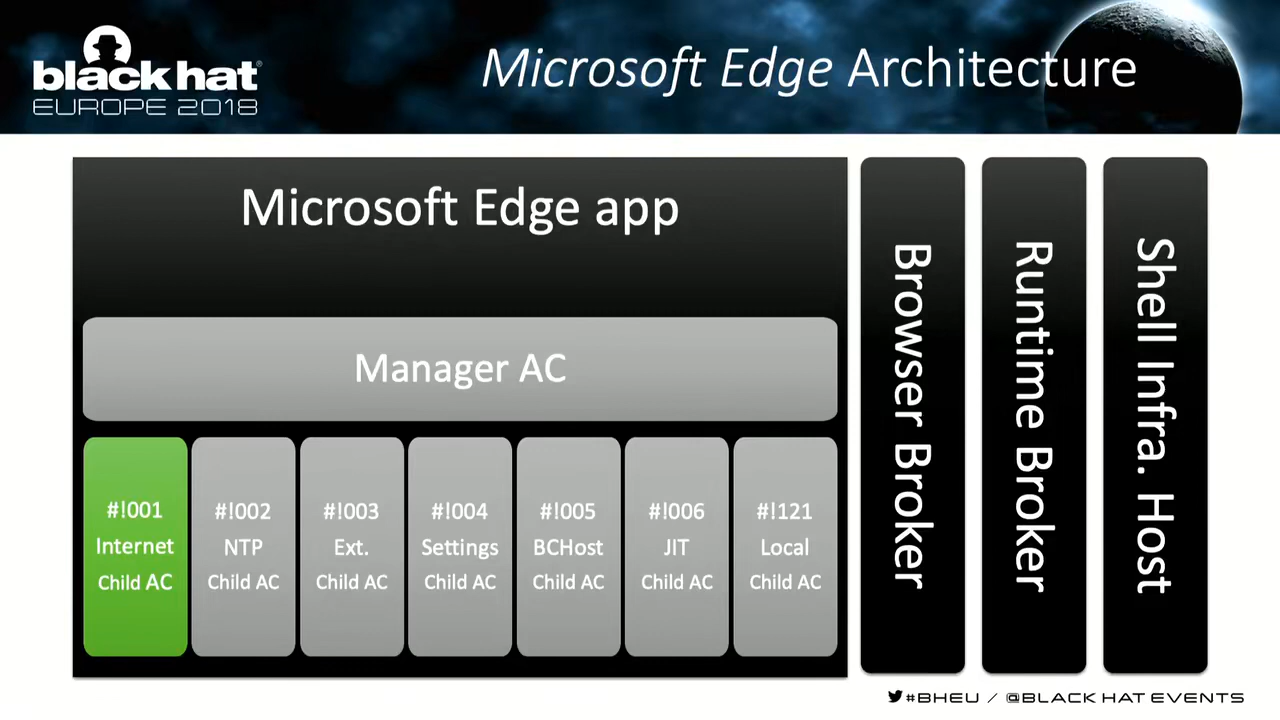 black hat®
EUROPE 2018
Microsoft Edge Architecture
Microsoft Edge app
Manager AC
#!001
Internet
Child AC
#!002
NTP
Child AC
#!003
Ext.
Child AC
#!004
Settings
Child AC
#!005
BCHost
Child AC
#!006
JIT
Child AC
#!121
Local
Child AC
Browser Broker
Runtime Broker
Shell Infra. Host
#BHEU / @BLACK HAT EVENTS